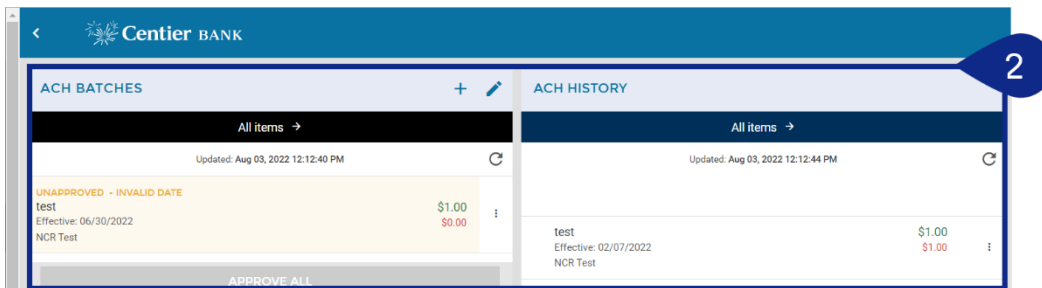 Centier BANK
2
ACH BATCHES
All items →
Updated: Aug 03, 2022 12:12:40 PM
UNAPPROVED - INVALID DATE
test
$1.00
Effective: 06/30/2022
$0.00
NCR Test
APPROVE ALL
ACH HISTORY
All items →
Updated: Aug 03, 2022 12:12:44 PM
test
$1.00
Effective: 02/07/2022
$1.00
NCR Test